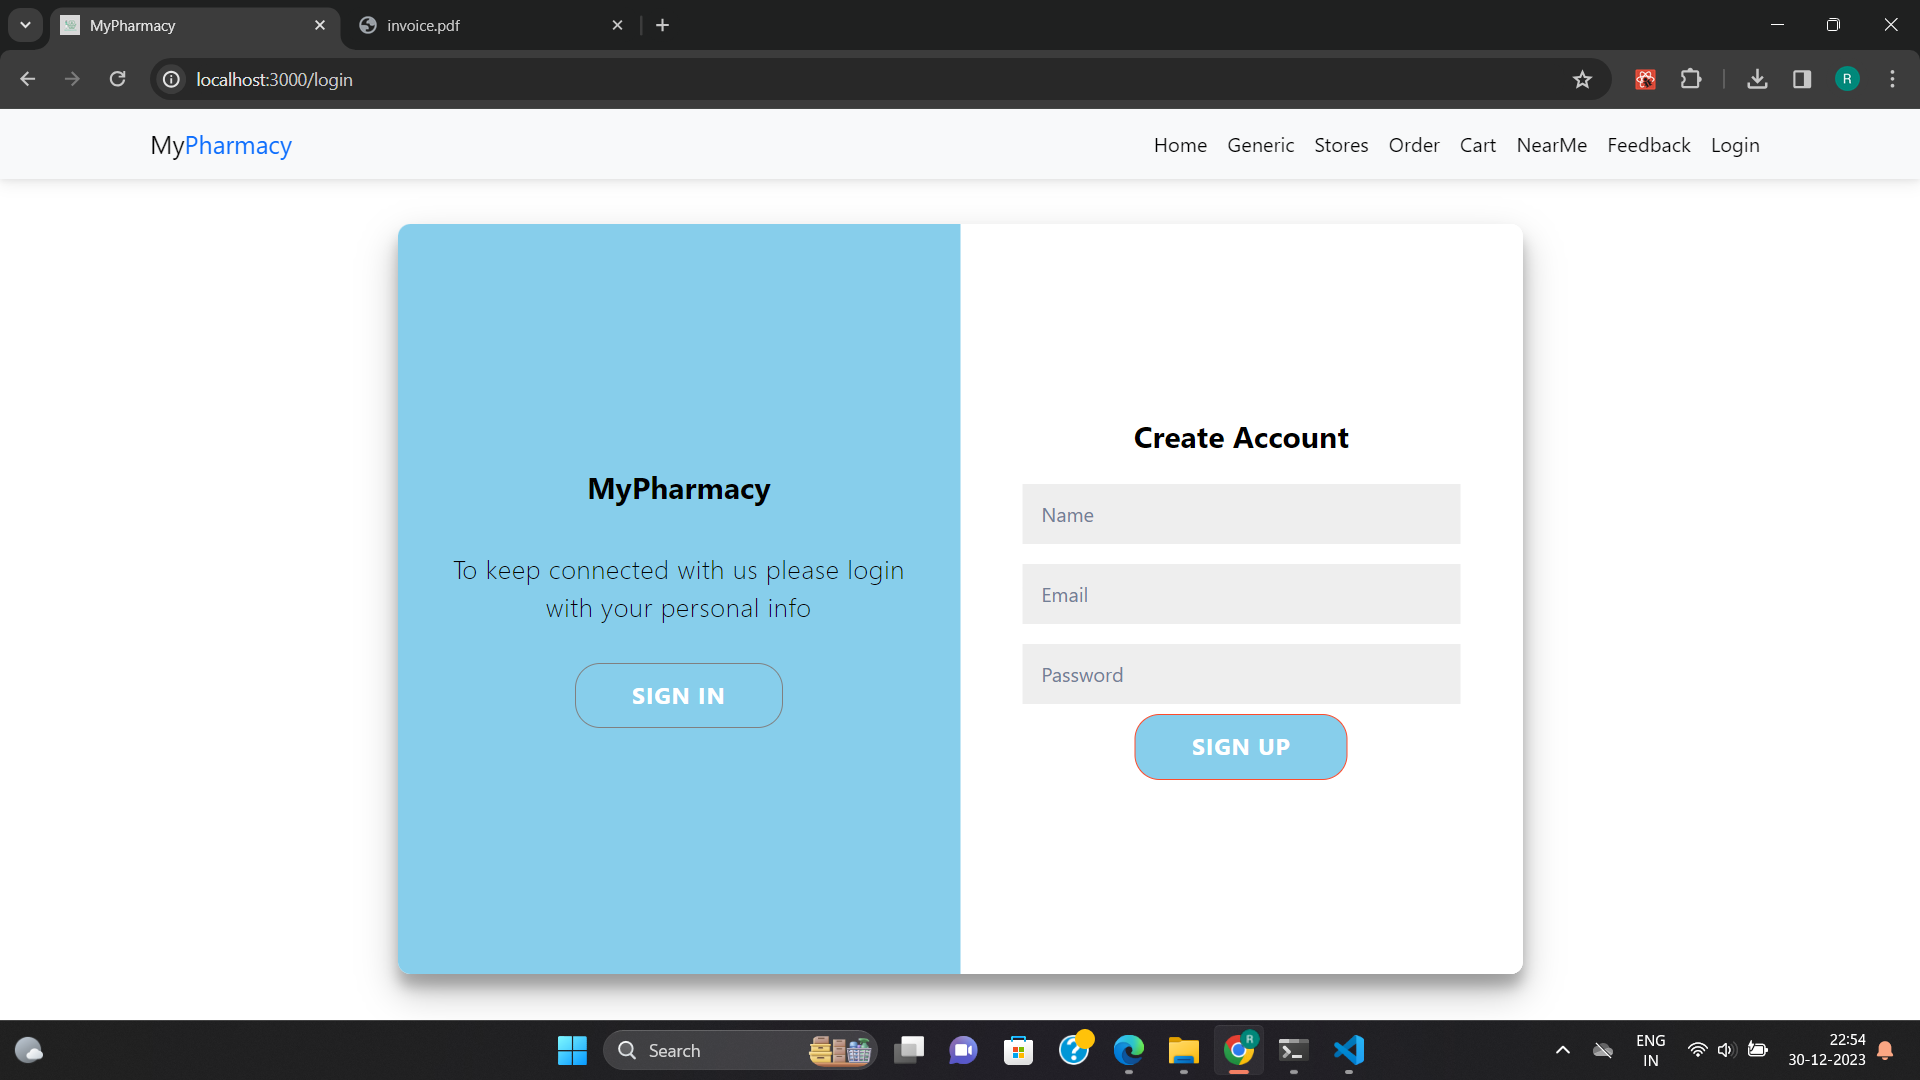 MyPharmacy
invoice.pdf
localhost:3000/login
R
MyPharmacy
Home Generic Stores Order Cart NearMe Feedback Login
MyPharmacy
To keep connected with us please login
with your personal info
SIGN IN
Create Account
Name
Email
Password
SIGN UP
Search
R
ENG
IN
22:54
30-12-2023